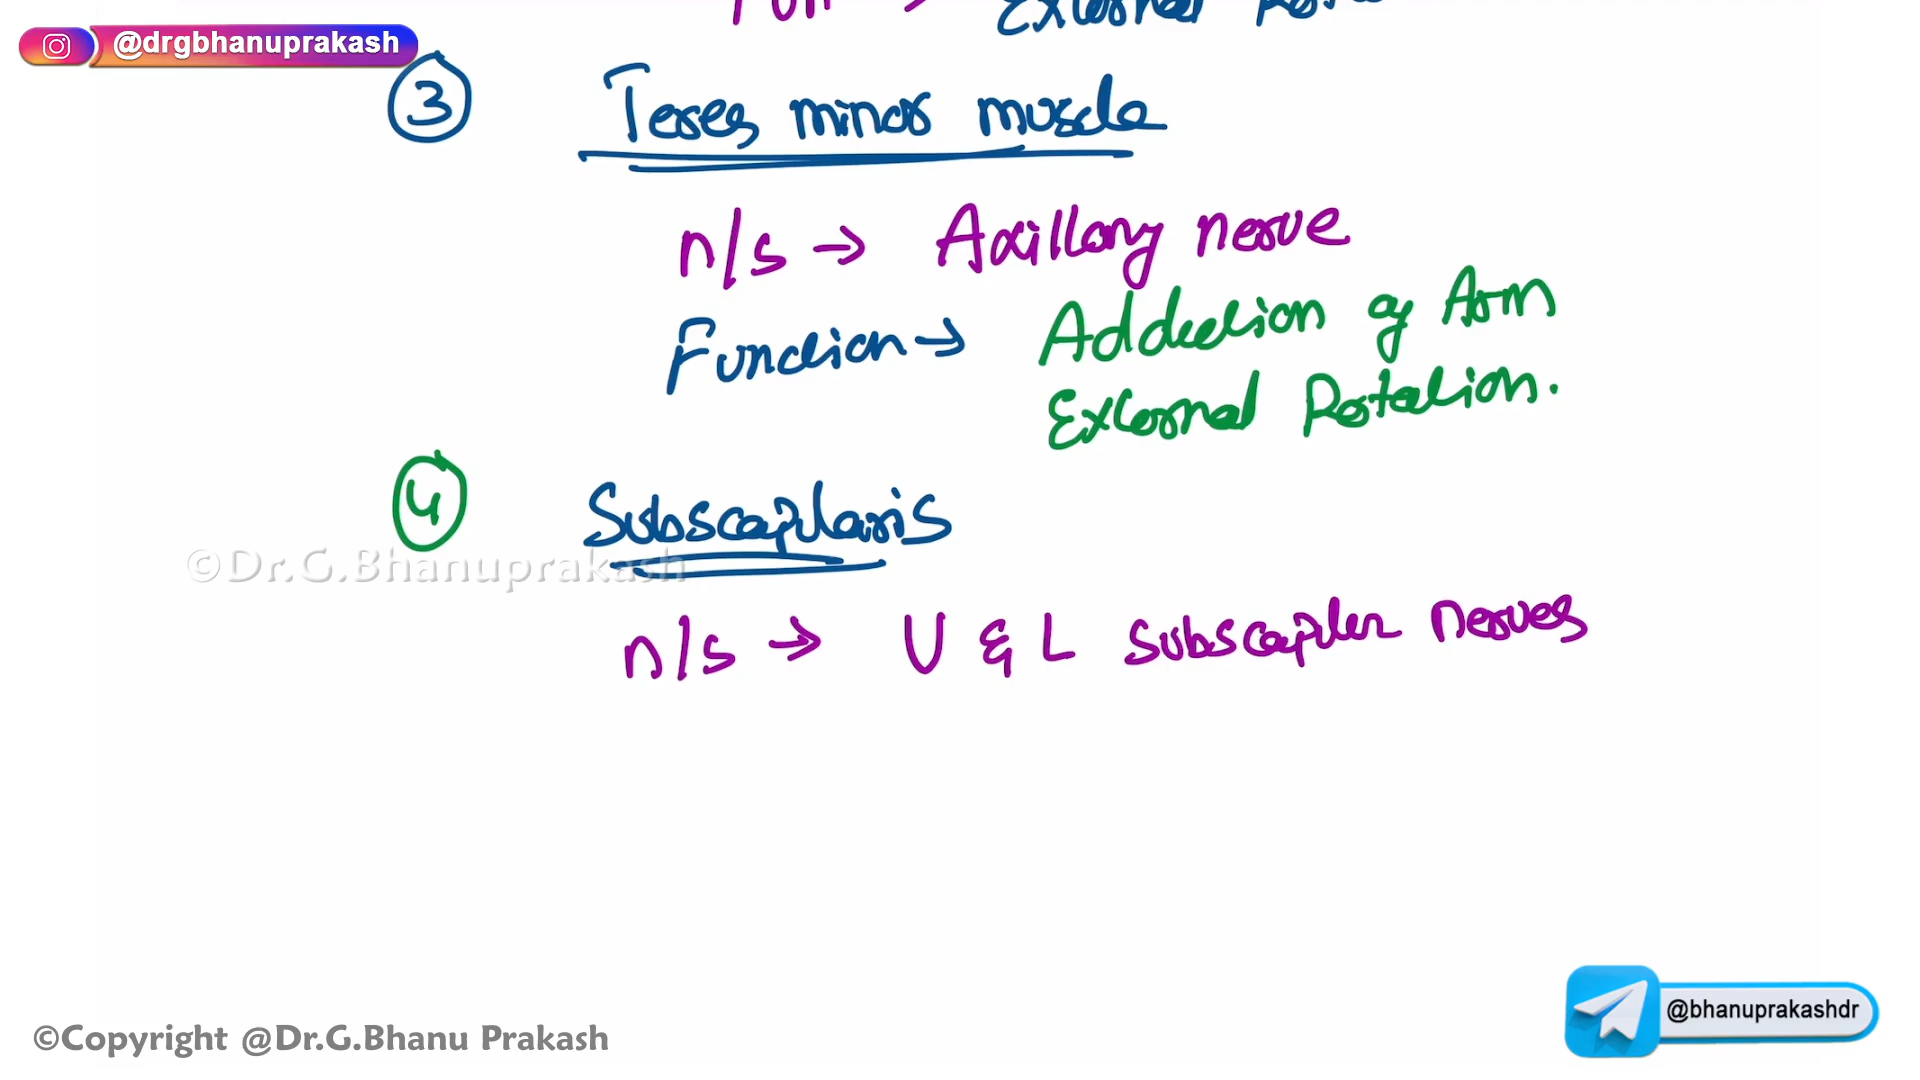 External
@drgbhanuprakash
3 Teres minor muscle
n/s → Axillary nerve
Function → Adduction of Arm
External Rotation.
4 Subscapularis
©Dr.G.Bhanuprakash
n/s → U & L subscapular nerves
@bhanuprakashdr
©Copyright @Dr.G.Bhanu Prakash